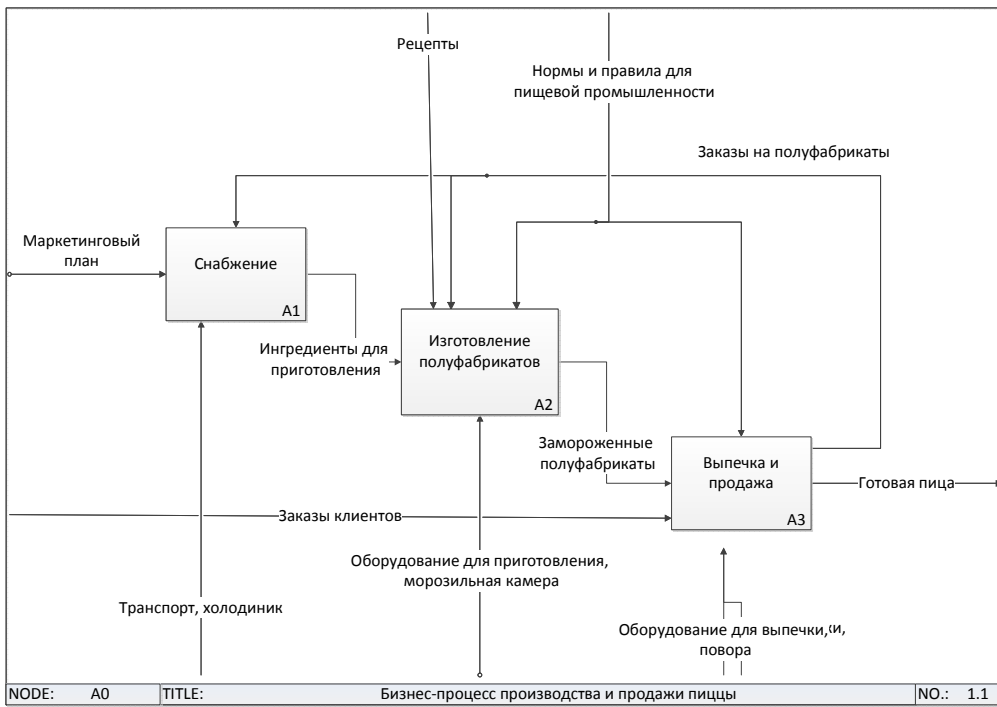 Рецепты
Нормы и правила для
пищевой промышленности
Заказы на полуфабрикаты
Маркетинговый
план
Снабжение
A1
Ингредиенты для
приготовления
Изготовление
полуфабрикатов
A2
Замороженные
полуфабрикаты
Выпечка и
продажа
A3
Готовая пица
Заказы клиентов
Оборудование для приготовления,
морозильная камера
Транспорт, холодиник
Оборудование для выпечки,
повора
NODE: A0 TITLE: Бизнес-процесс производства и продажи пиццы NO.: 1.1